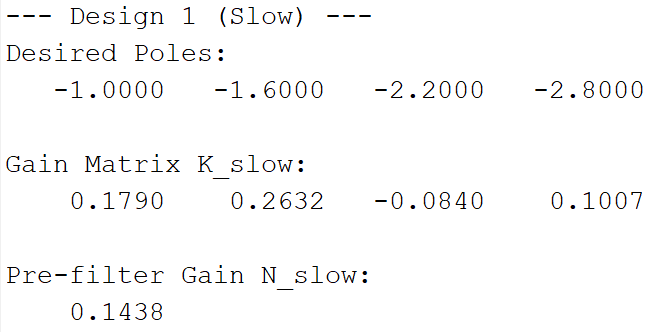 --- Design 1 (Slow) ---
Desired Poles:
-1.0000 -1.6000 -2.2000 -2.8000
Gain Matrix K_slow:
0.1790 0.2632 -0.0840 0.1007
Pre-filter Gain N_slow:
0.1438